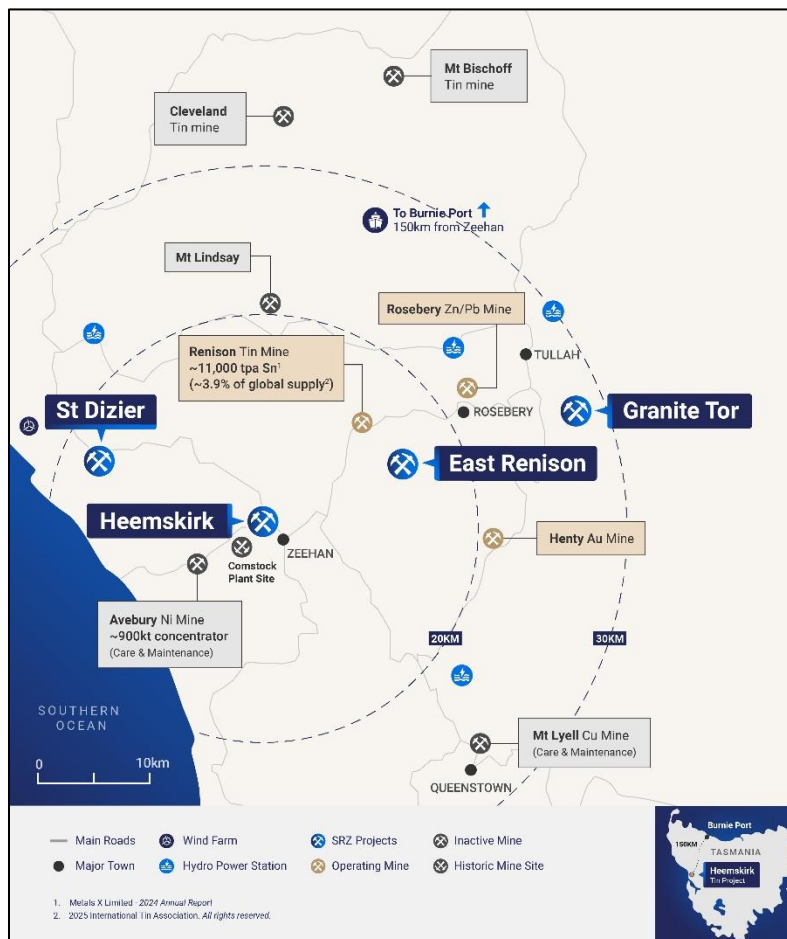 Mt Bischoff
Tin mine
Cleveland
Tin mine
To Burnie Port
150km from Zeehan
Mt Lindsay
Rosebery Zn/Pb Mine
Renison Tin Mine
~11,000 tpa Sn¹
(~3.9% of global supply²)
TULLAH
St Dizier
ROSEBERY
Granite Tor
East Renison
Heemskirk
ZEEHAN
Henty Au Mine
Comstock
Plant Site
Avebury Ni Mine
~900kt concentrator
(Care & Maintenance)
20KM
30KM
SOUTHERN
OCEAN
0
10km
Mt Lyell Cu Mine
(Care & Maintenance)
QUEENSTOWN
Main Roads
Wind Farm
SRZ Projects
Inactive Mine
Major Town
Hydro Power Station
Operating Mine
Historic Mine Site
1. Metals X Limited - 2024 Annual Report
2. 2025 International Tin Association. All rights reserved.
Burnie Port
150KM
TASMANIA
Heemskirk
Tin Project